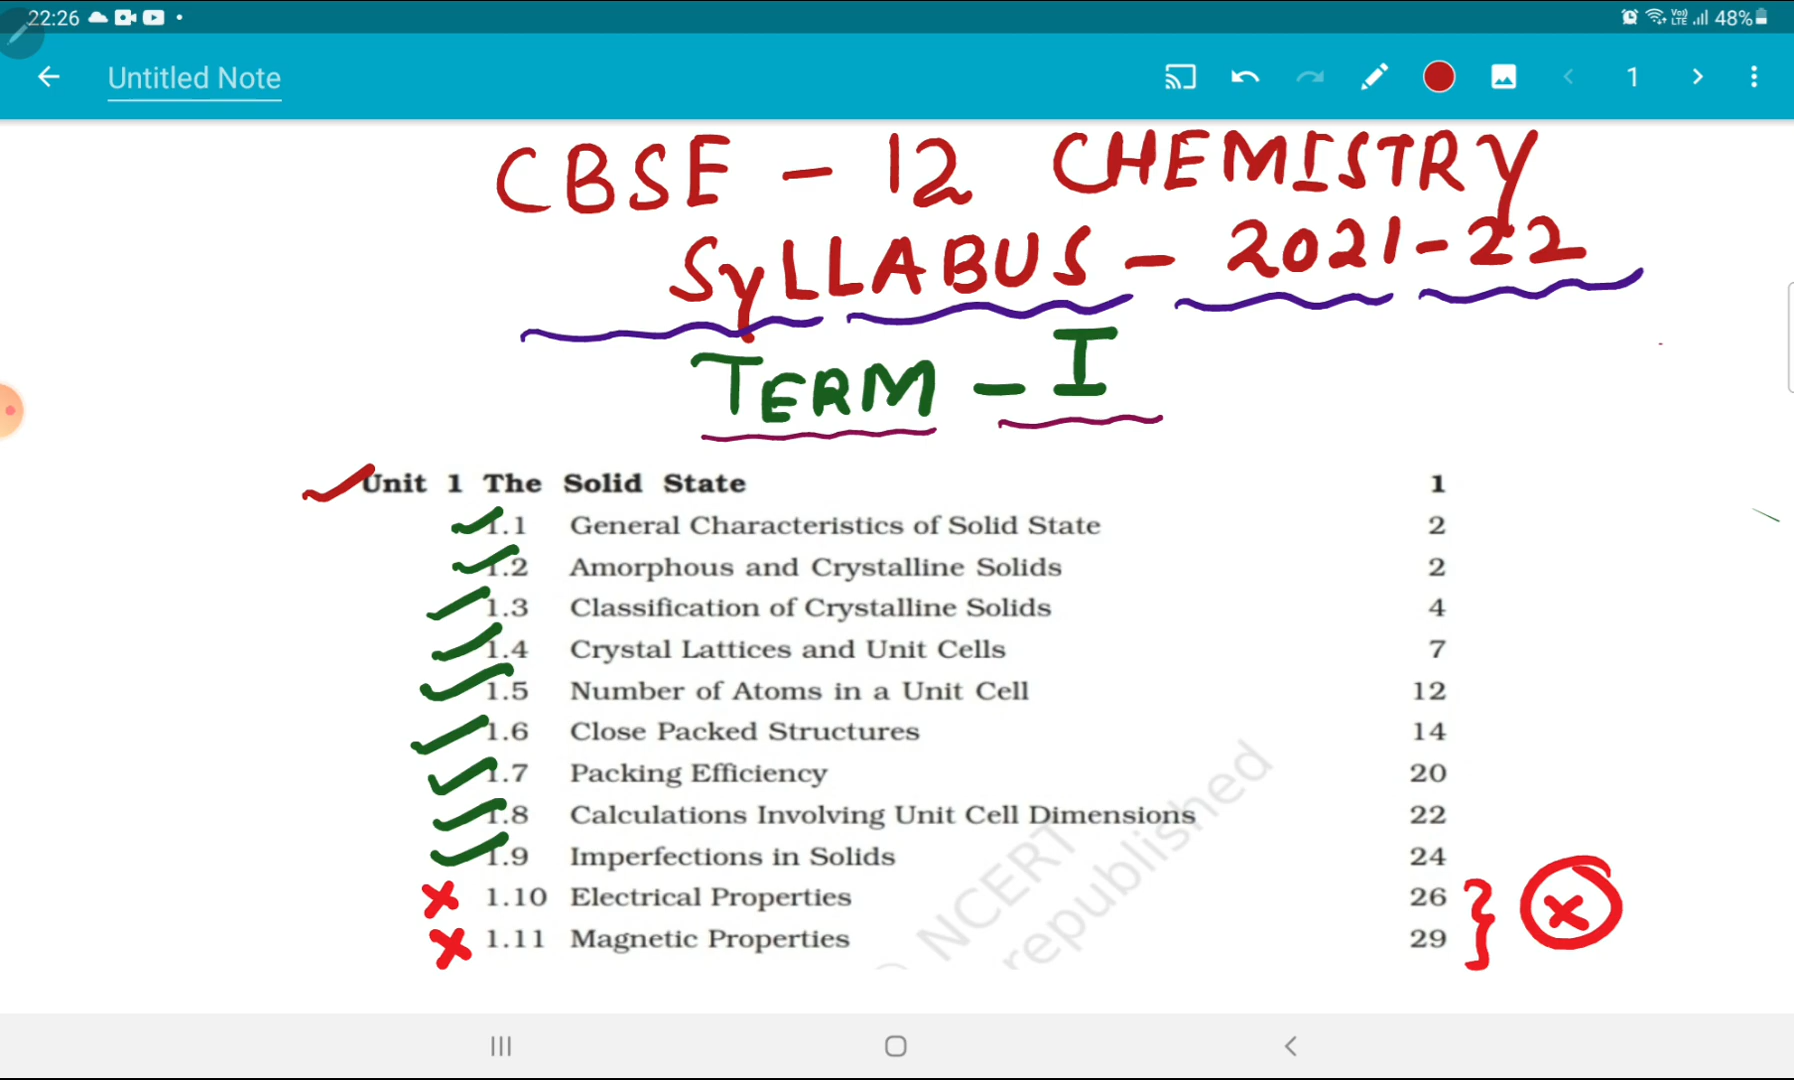 22:26
Vo)) LTE 48%
Untitled Note
1
CBSE - 12 CHEMISTRY
SyLLABUS - 2021-22
TERM - I
Unit 1 The Solid State 1
1.1 General Characteristics of Solid State 2
1.2 Amorphous and Crystalline Solids 2
1.3 Classification of Crystalline Solids 4
1.4 Crystal Lattices and Unit Cells 7
1.5 Number of Atoms in a Unit Cell 12
1.6 Close Packed Structures 14
1.7 Packing Efficiency 20
1.8 Calculations Involving Unit Cell Dimensions 22
1.9 Imperfections in Solids 24
1.10 Electrical Properties 26
1.11 Magnetic Properties 29
© NCERT
republished